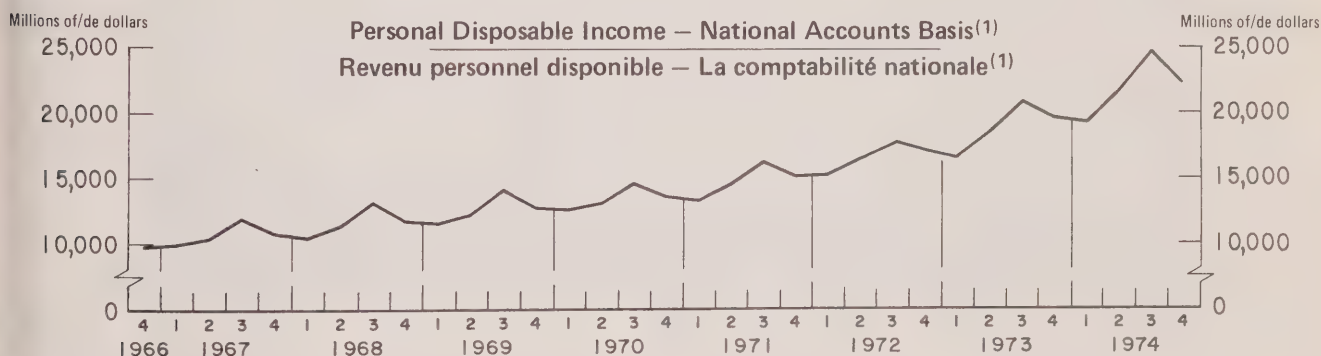 Millions of/de dollars
Personal Disposable Income — National Accounts Basis(1)
Millions of/de dollars
Revenu personnel disponible — La comptabilité nationale(1)
25,000
25,000
20,000
20,000
15,000
15,000
10,000
10,000
0
0
4 1 2 3 4 1 2 3 4 1 2 3 4 1 2 3 4 1 2 3 4 1 2 3 4 1 2 3 4 1 2 3 4
1966 1967 1968 1969 1970 1971 1972 1973 1974